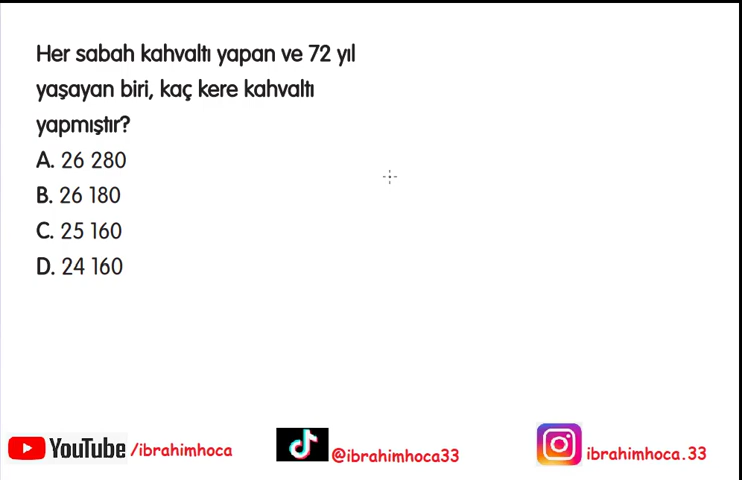 Her sabah kahvaltı yapan ve 72 yıl
yaşayan biri, kaç kere kahvaltı
yapmıştır?
A. 26 280
B. 26 180
C. 25 160
D. 24 160
YouTube /ibrahimhoca
@ibrahimhoca33
ibrahimhoca.33